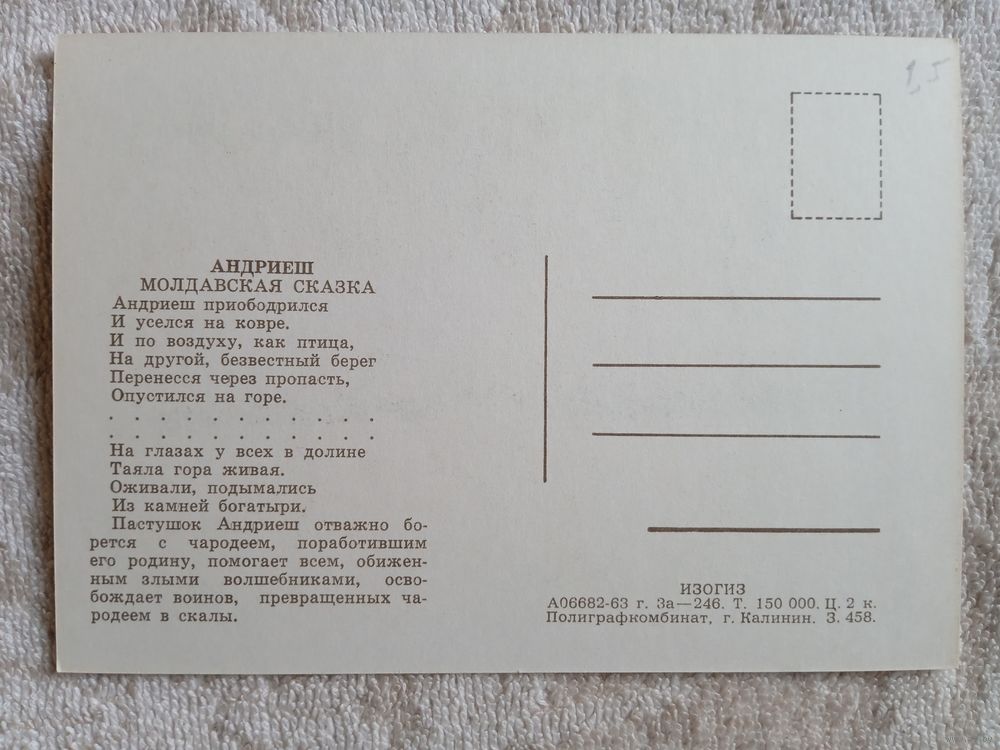 1,5
АНДРИЕШ
МОЛДАВСКАЯ СКАЗКА
Андриеш приободрился
И уселся на ковре.
И по воздуху, как птица,
На другой, безвестный берег
Перенесся через пропасть,
Опустился на горе.
. . . . . . . . . . .
. . . . . . . . . . .
На глазах у всех в долине
Таяла гора живая.
Оживали, подымались
Из камней богатыри.
Пастушок Андриеш отважно бо-
рется с чародеем, поработившим
его родину, помогает всем, обижен-
ным злыми волшебниками, осво-
бождает воинов, превращенных ча-
родеем в скалы.
ИЗОГИЗ
А06682-63 г. За—246. Т. 150 000. Ц. 2 к.
Полиграфкомбинат, г. Калинин. З. 458.